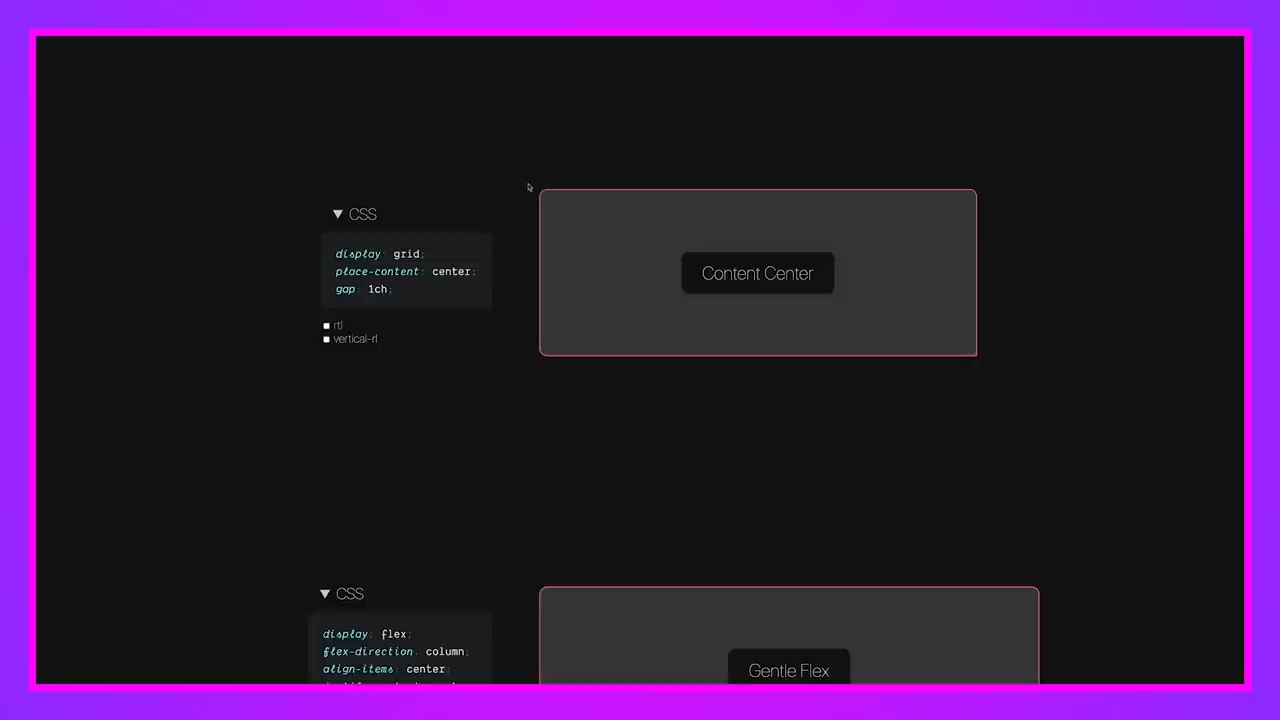 ▼ CSS
display: grid;
place-content: center;
gap: 1ch;
rtl
vertical-rl
Content Center
▼ CSS
display: flex;
flex-direction: column;
align-items: center;
Gentle Flex